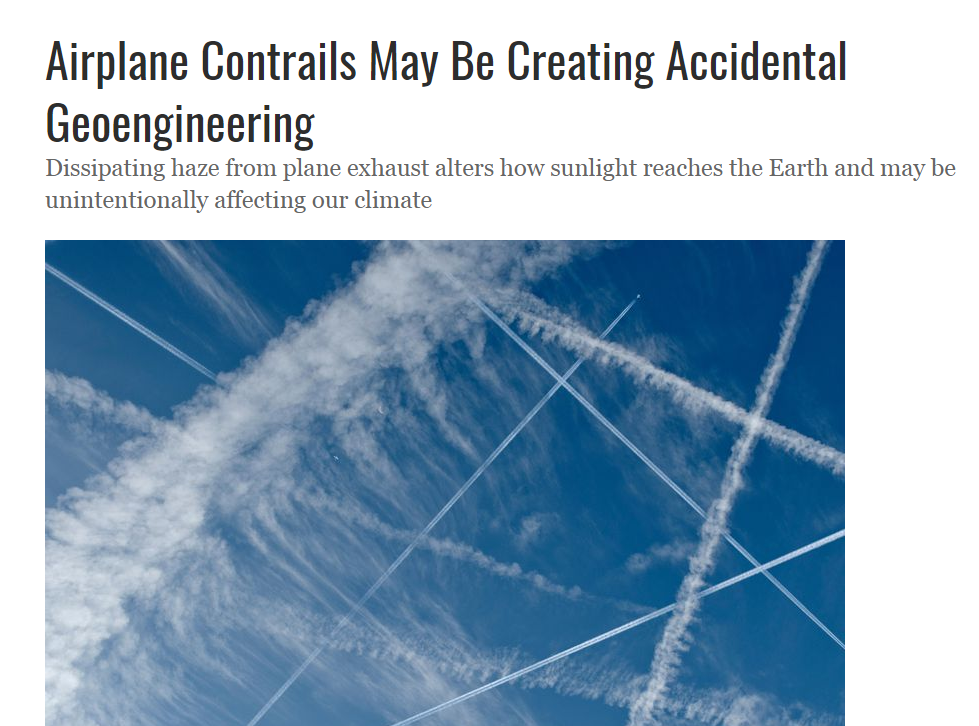 Airplane Contrails May Be Creating Accidental
Geoengineering
Dissipating haze from plane exhaust alters how sunlight reaches the Earth and may be
unintentionally affecting our climate